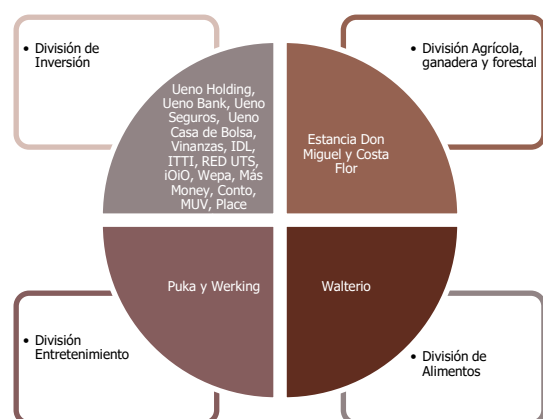 • División de
Inversión
• División Agrícola,
ganadera y forestal
Ueno Holding,
Ueno Bank, Ueno
Seguros, Ueno
Casa de Bolsa,
Vinanzas, IDL,
ITTI, RED UTS,
iOiO, Wepa, Más
Money, Conto,
MUV, Place
Estancia Don
Miguel y Costa
Flor
Puka y Werking
Walterio
• División
Entretenimiento
• División de
Alimentos